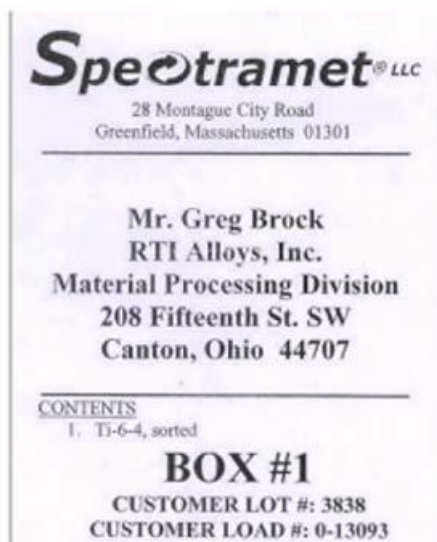 Spectramet® LLC
28 Montague City Road
Greenfield, Massachusetts 01301
Mr. Greg Brock
RTI Alloys, Inc.
Material Processing Division
208 Fifteenth St. SW
Canton, Ohio 44707
CONTENTS
1. Ti-6-4, sorted
BOX #1
CUSTOMER LOT #: 3838
CUSTOMER LOAD #: 0-13093